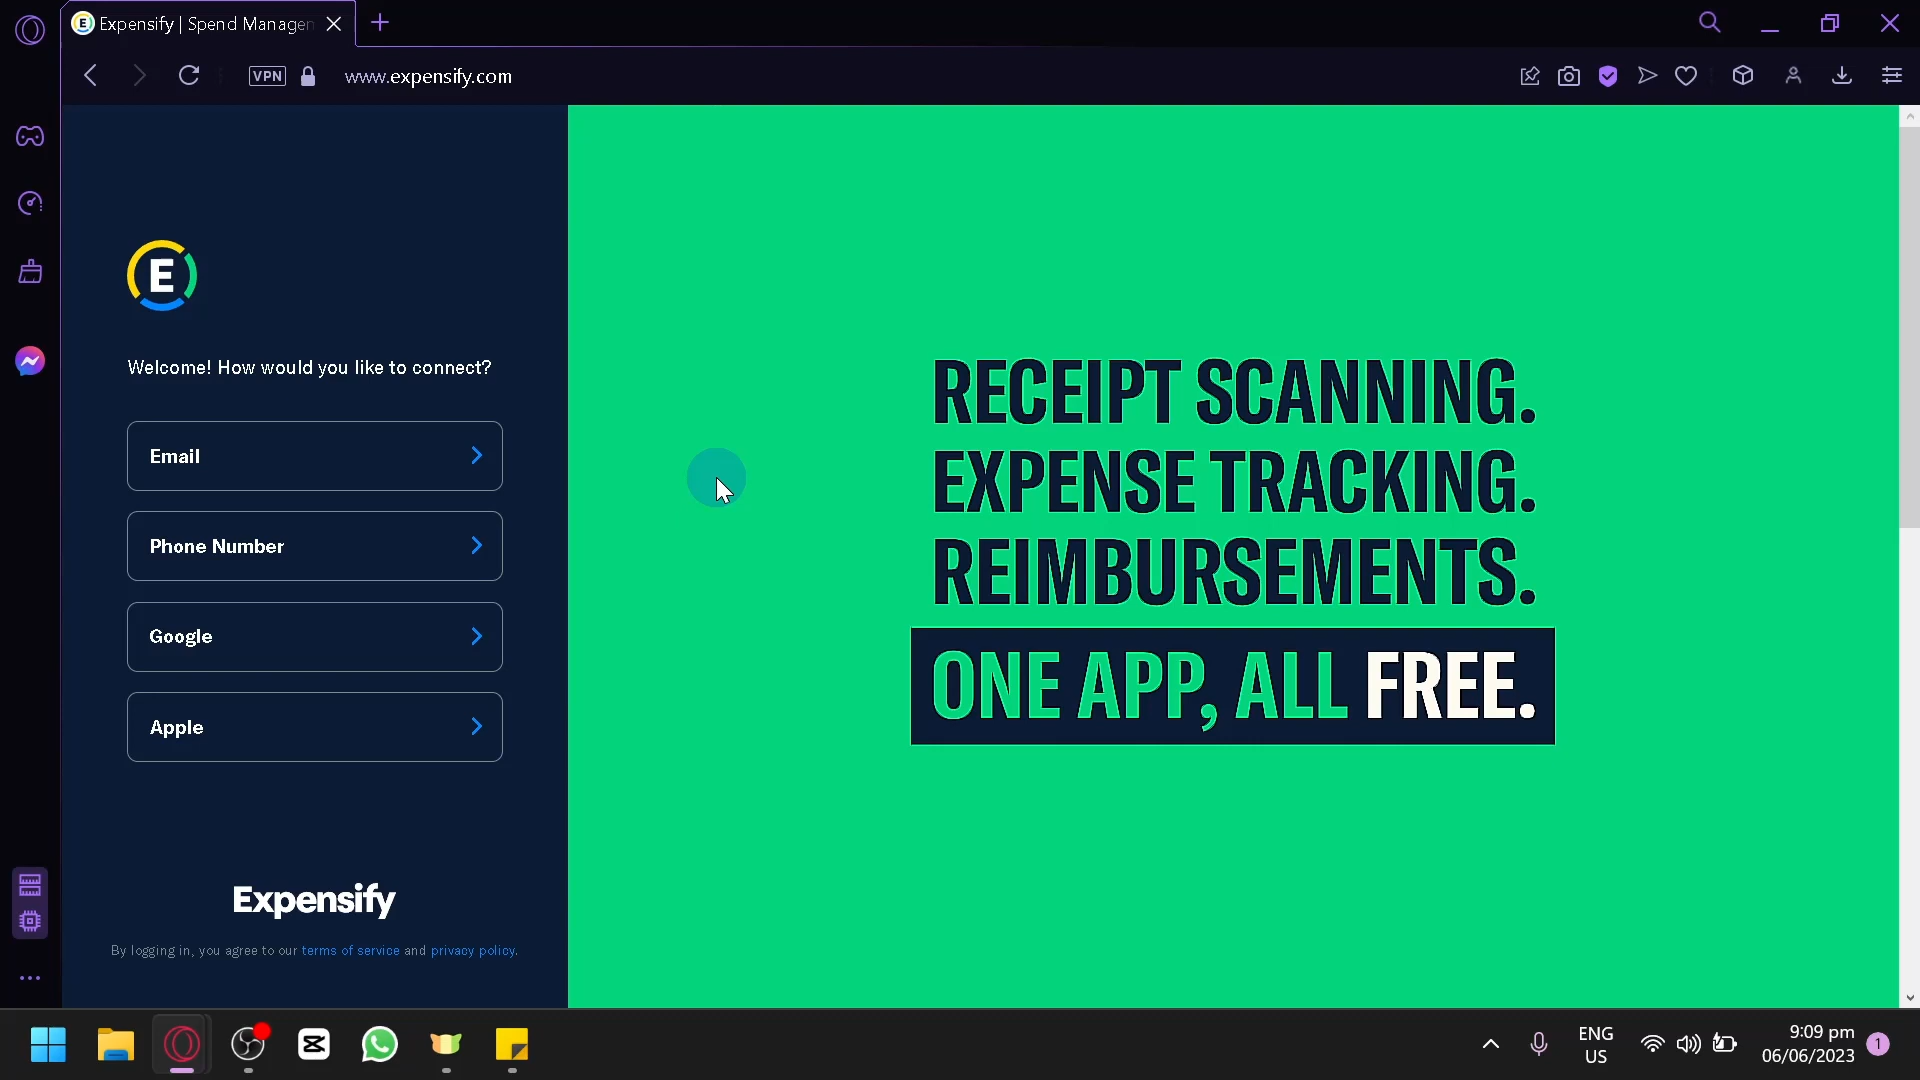 Expensify | Spend Managen
VPN
www.expensify.com
E
Welcome! How would you like to connect?
Email
Phone Number
Google
Apple
Expensify
By logging in, you agree to our terms of service and privacy policy.
RECEIPT SCANNING.
EXPENSE TRACKING.
REIMBURSEMENTS.
ONE APP, ALL FREE.
ENG
US
9:09 pm
06/06/2023
1